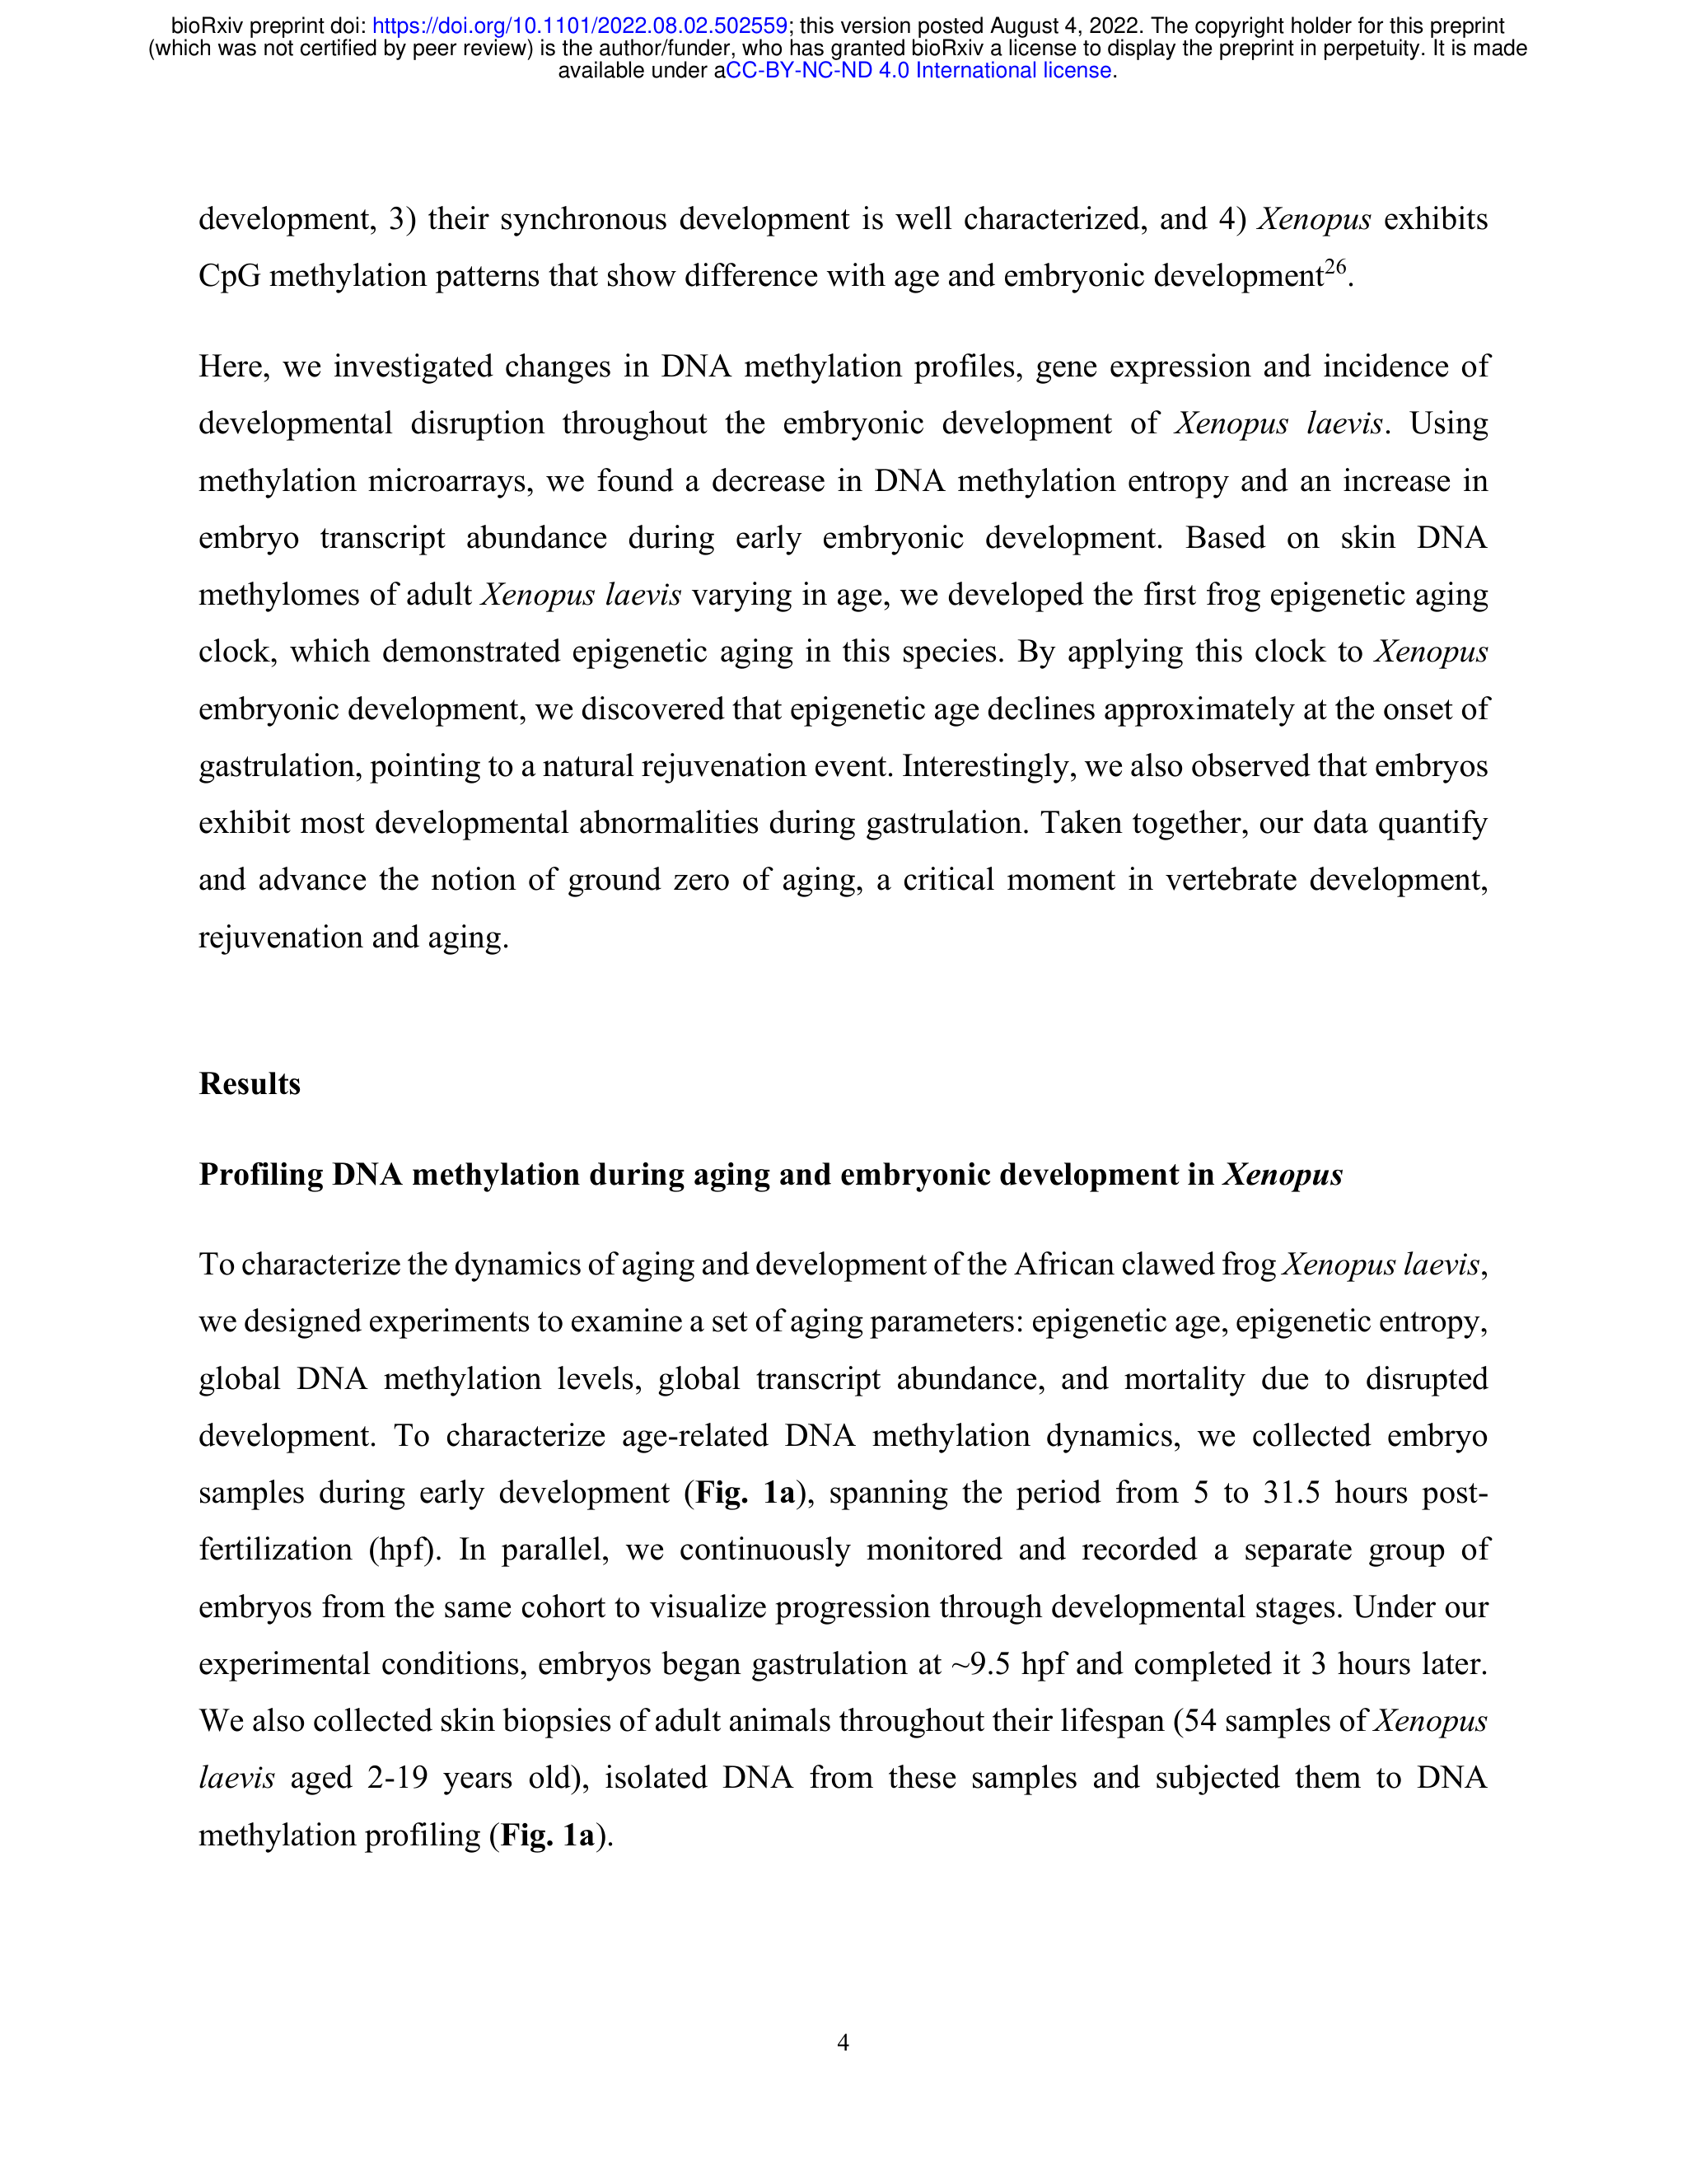 bioRxiv preprint doi: https://doi.org/10.1101/2022.08.02.502559; this version posted August 4, 2022. The copyright holder for this preprint
(which was not certified by peer review) is the author/funder, who has granted bioRxiv a license to display the preprint in perpetuity. It is made
available under aCC-BY-NC-ND 4.0 International license.
development, 3) their synchronous development is well characterized, and 4) Xenopus exhibits
CpG methylation patterns that show difference with age and embryonic development26.
Here, we investigated changes in DNA methylation profiles, gene expression and incidence of
developmental disruption throughout the embryonic development of Xenopus laevis. Using
methylation microarrays, we found a decrease in DNA methylation entropy and an increase in
embryo transcript abundance during early embryonic development. Based on skin DNA
methylomes of adult Xenopus laevis varying in age, we developed the first frog epigenetic aging
clock, which demonstrated epigenetic aging in this species. By applying this clock to Xenopus
embryonic development, we discovered that epigenetic age declines approximately at the onset of
gastrulation, pointing to a natural rejuvenation event. Interestingly, we also observed that embryos
exhibit most developmental abnormalities during gastrulation. Taken together, our data quantify
and advance the notion of ground zero of aging, a critical moment in vertebrate development,
rejuvenation and aging.
Results
Profiling DNA methylation during aging and embryonic development in Xenopus
To characterize the dynamics of aging and development of the African clawed frog Xenopus laevis,
we designed experiments to examine a set of aging parameters: epigenetic age, epigenetic entropy,
global DNA methylation levels, global transcript abundance, and mortality due to disrupted
development. To characterize age-related DNA methylation dynamics, we collected embryo
samples during early development (Fig. 1a), spanning the period from 5 to 31.5 hours post-
fertilization (hpf). In parallel, we continuously monitored and recorded a separate group of
embryos from the same cohort to visualize progression through developmental stages. Under our
experimental conditions, embryos began gastrulation at ~9.5 hpf and completed it 3 hours later.
We also collected skin biopsies of adult animals throughout their lifespan (54 samples of Xenopus
laevis aged 2-19 years old), isolated DNA from these samples and subjected them to DNA
methylation profiling (Fig. 1a).
4